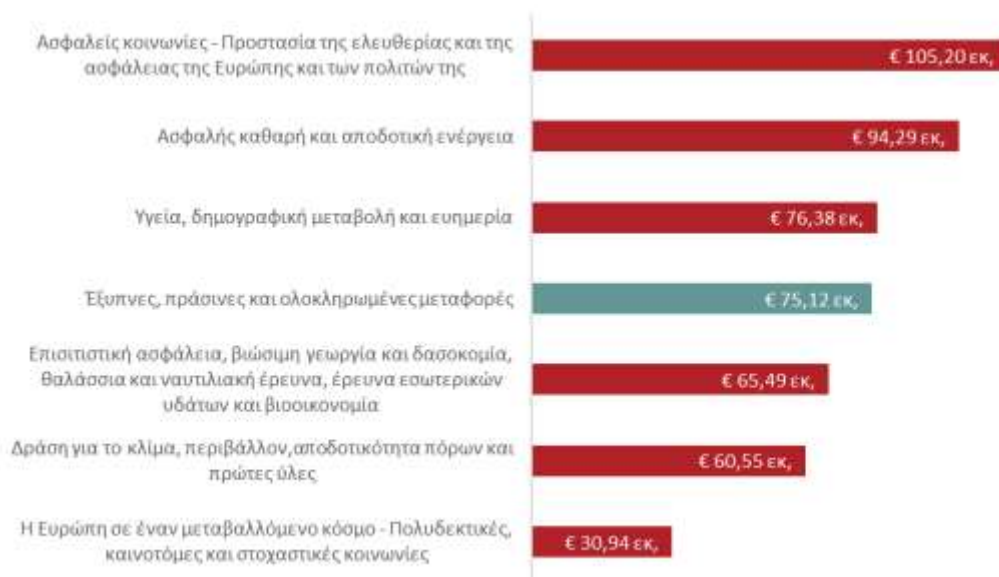 Ασφαλείς κοινωνίες - Προστασία της ελευθερίας και της
ασφάλειας της Ευρώπης και των πολιτών της
€ 105,20 εκ,
Ασφαλής καθαρή και αποδοτική ενέργεια
€ 94,29 εκ,
Υγεία, δημογραφική μεταβολή και ευημερία
€ 76,38 εκ,
Έξυπνες, πράσινες και ολοκληρωμένες μεταφορές
€ 75,12 εκ,
Επισιτιστική ασφάλεια, βιώσιμη γεωργία και δασοκομία,
θαλάσσια και ναυτιλιακή έρευνα, έρευνα εσωτερικών
υδάτων και βιοοικονομία
€ 65,49 εκ,
Δράση για το κλίμα, περιβάλλον,αποδοτικότητα πόρων και
πρώτες ύλες
€ 60,55 εκ,
Η Ευρώπη σε έναν μεταβαλλόμενο κόσμο - Πολυδεκτικές,
καινοτόμες και στοχαστικές κοινωνίες
€ 30,94 εκ,